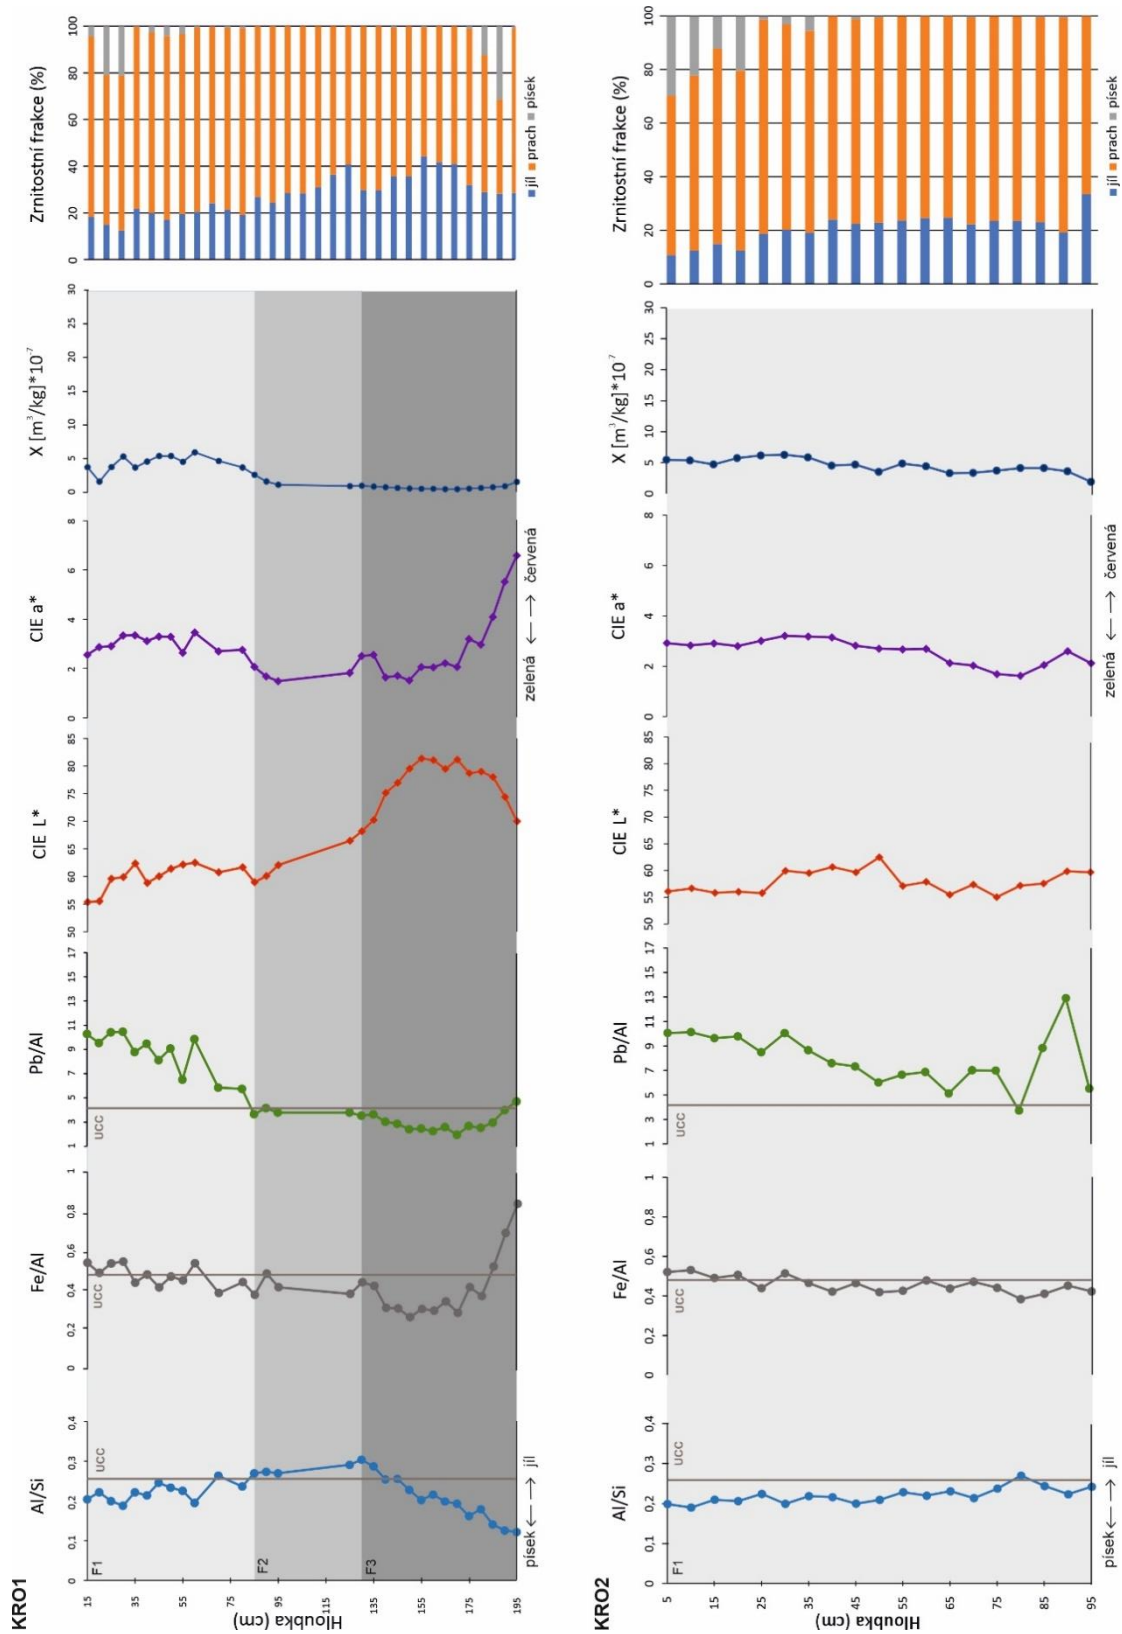 KRO1
Al/Si
Fe/Al
Pb/Al
CIE L*
CIE a*
X [m³/kg]*10⁻⁷
Zrnitostní frakce (%)
0 0,1 0,2 0,3 0,4
0 0,2 0,4 0,6 0,8 1
1 3 5 7 9 11 13 15 17
50 55 60 65 70 75 80 85
0 2 4 6 8
0 5 10 15 20 25 30
0 20 40 60 80 100
UCC
UCC
UCC
F1
F2
F3
Hloubka (cm)
15
35
55
75
95
115
135
155
175
195
písek ← → jíl
zelená ← → červená
jíl prach písek
KRO2
Al/Si
Fe/Al
Pb/Al
CIE L*
CIE a*
X [m³/kg]*10⁻⁷
Zrnitostní frakce (%)
0 0,1 0,2 0,3 0,4
0 0,2 0,4 0,6 0,8 1
1 3 5 7 9 11 13 15 17
50 55 60 65 70 75 80 85
0 2 4 6 8
0 5 10 15 20 25 30
0 20 40 60 80 100
UCC
UCC
UCC
F1
Hloubka (cm)
5
15
25
35
45
55
65
75
85
95
písek ← → jíl
zelená ← → červená
jíl prach písek